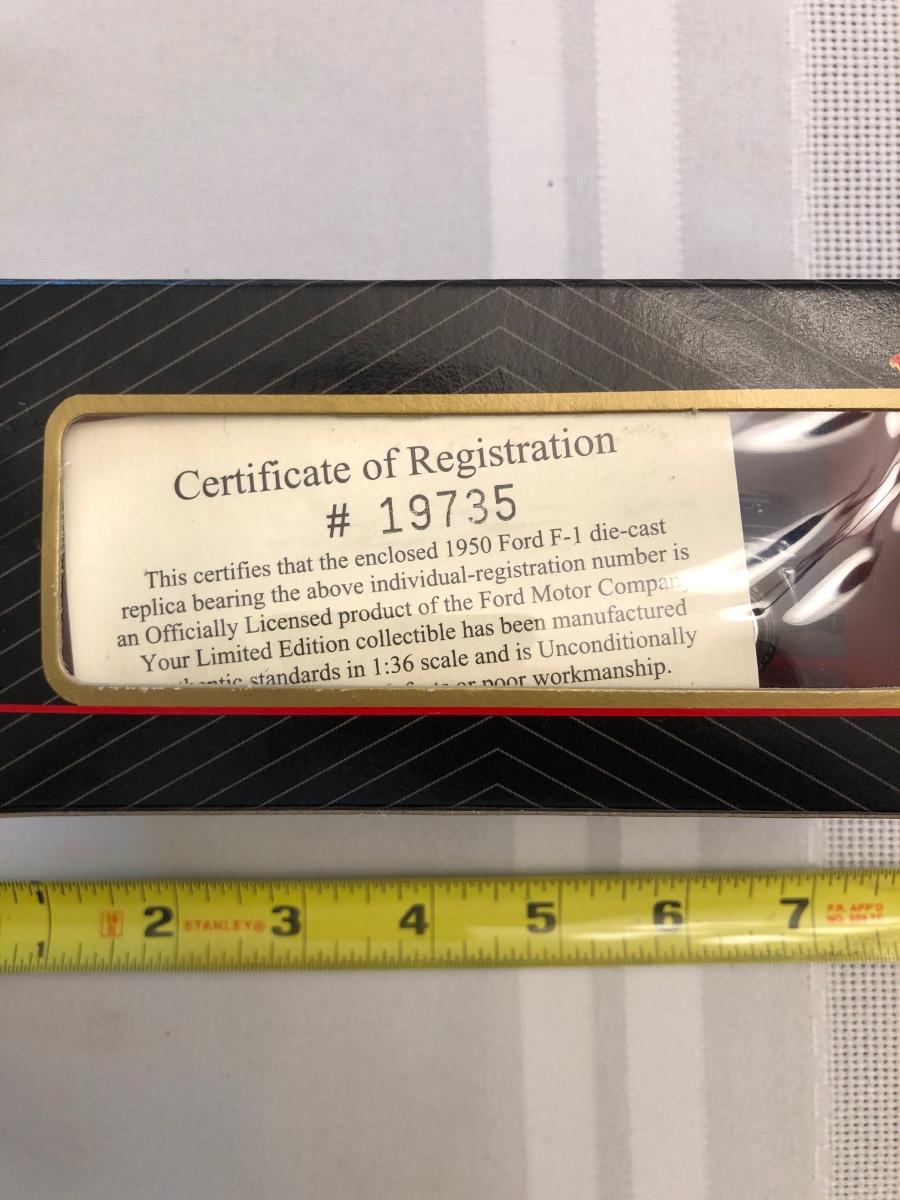 Certificate of Registration
# 19735
This certifies that the enclosed 1950 Ford F-1 die-cast
replica bearing the above individual-registration number is
an Officially Licensed product of the Ford Motor Company
Your Limited Edition collectible has been manufactured
standards in 1:36 scale and is Unconditionally
or poor workmanship.
1 2 STANLEY® 3 4 5 6 7
1